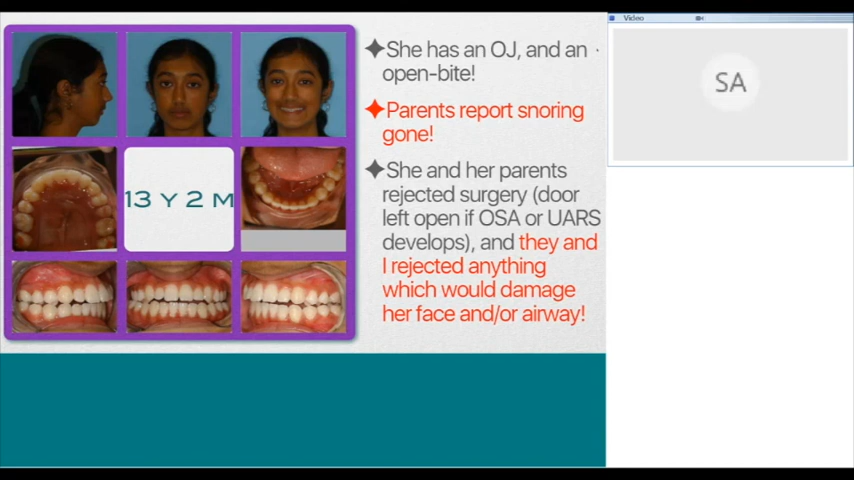 Video
SA
✦She has an OJ, and an
open-bite!
✦Parents report snoring
gone!
✦She and her parents
rejected surgery (door
left open if OSA or UARS
develops), and they and
I rejected anything
which would damage
her face and/or airway!
13 Y 2 M